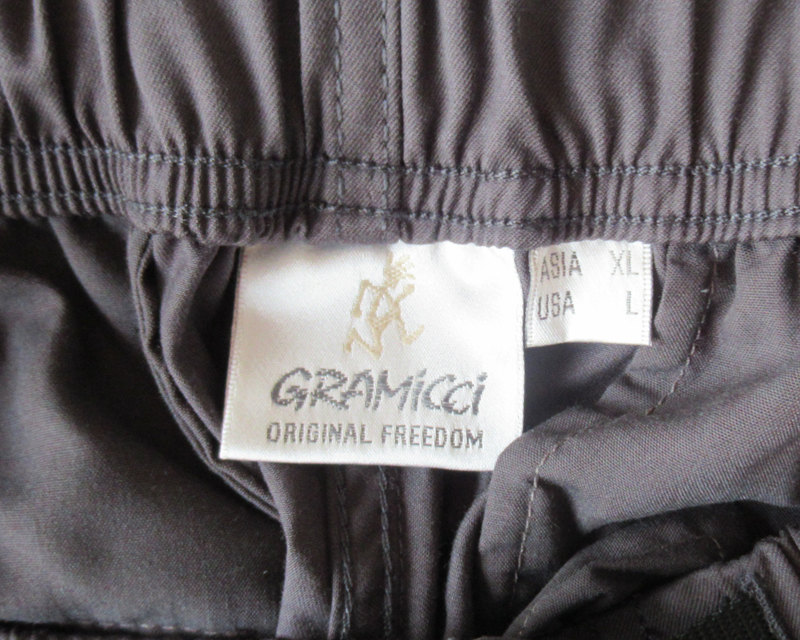 GRAMiCCi
ORIGINAL FREEDOM
ASIA XL
USA L